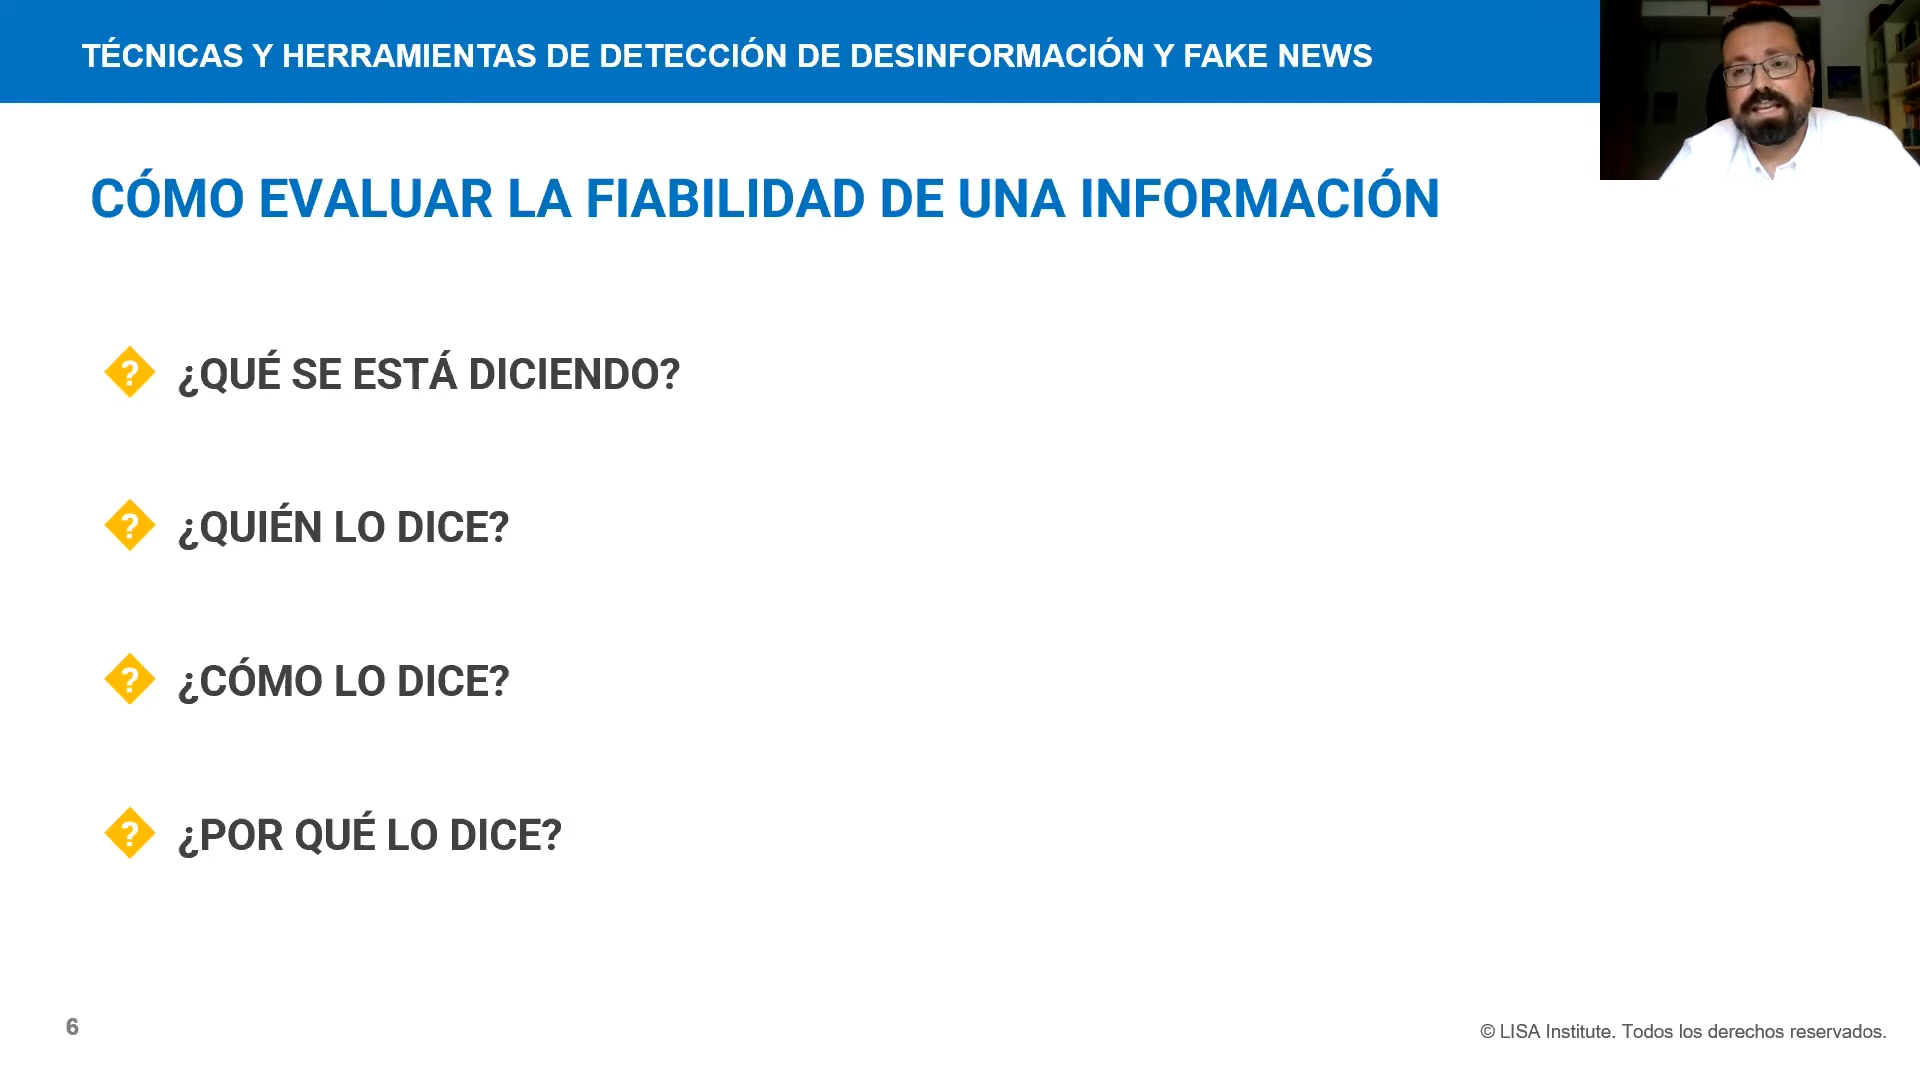 TÉCNICAS Y HERRAMIENTAS DE DETECCIÓN DE DESINFORMACIÓN Y FAKE NEWS
CÓMO EVALUAR LA FIABILIDAD DE UNA INFORMACIÓN
? ¿QUÉ SE ESTÁ DICIENDO?
? ¿QUIÉN LO DICE?
? ¿CÓMO LO DICE?
? ¿POR QUÉ LO DICE?
6
© LISA Institute. Todos los derechos reservados.